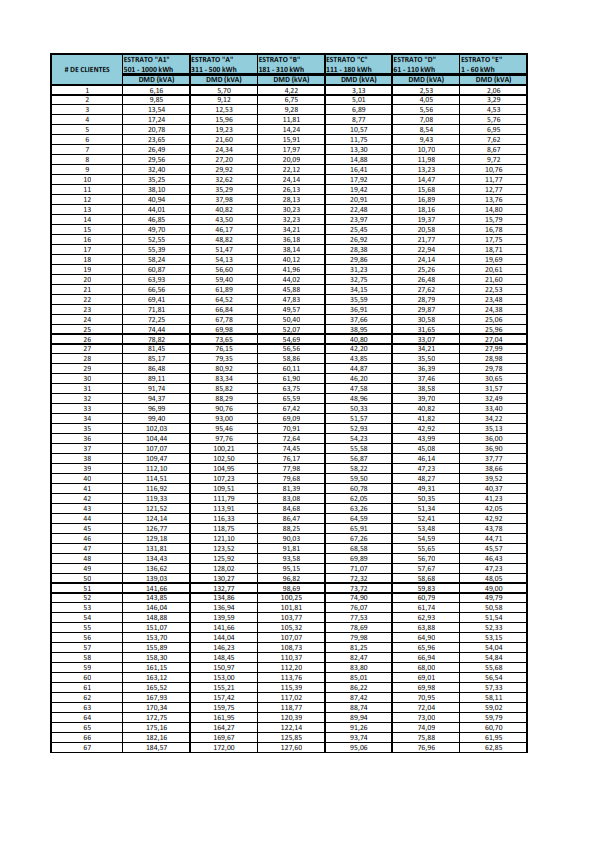 ESTRATO "A1" ESTRATO "A" ESTRATO "B" ESTRATO "C" ESTRATO "D" ESTRATO "E"
# DE CLIENTES 501 - 1000 kWh 311 - 500 kWh 181 - 310 kWh 111 - 180 kWh 61 - 110 kWh 1 - 60 kWh
DMD (kVA) DMD (kVA) DMD (kVA) DMD (kVA) DMD (kVA) DMD (kVA)
1 6,16 5,70 4,22 3,13 2,53 2,06
2 9,85 9,12 6,75 5,01 4,05 3,29
3 13,54 12,53 9,28 6,89 5,56 4,53
4 17,24 15,96 11,81 8,77 7,08 5,76
5 20,78 19,23 14,24 10,57 8,54 6,95
6 23,65 21,60 15,91 11,75 9,43 7,62
7 26,49 24,34 17,97 13,30 10,70 8,67
8 29,56 27,20 20,09 14,88 11,98 9,72
9 32,40 29,92 22,12 16,41 13,23 10,76
10 35,25 32,62 24,14 17,92 14,47 11,77
11 38,10 35,29 26,13 19,42 15,68 12,77
12 40,94 37,98 28,13 20,91 16,89 13,76
13 44,01 40,82 30,23 22,48 18,16 14,80
14 46,85 43,50 32,23 23,97 19,37 15,79
15 49,70 46,17 34,21 25,45 20,58 16,78
16 52,55 48,82 36,18 26,92 21,77 17,75
17 55,39 51,47 38,14 28,38 22,94 18,71
18 58,24 54,13 40,12 29,86 24,14 19,69
19 60,87 56,60 41,96 31,23 25,26 20,61
20 63,93 59,40 44,02 32,75 26,48 21,60
21 66,56 61,89 45,88 34,15 27,62 22,53
22 69,41 64,52 47,83 35,59 28,79 23,48
23 71,81 66,84 49,57 36,91 29,87 24,38
24 72,25 67,78 50,40 37,66 30,58 25,06
25 74,44 69,98 52,07 38,95 31,65 25,96
26 78,82 73,65 54,69 40,80 33,07 27,04
27 81,45 76,15 56,56 42,20 34,21 27,99
28 85,17 79,35 58,86 43,85 35,50 28,98
29 86,48 80,92 60,11 44,87 36,39 29,78
30 89,11 83,34 61,90 46,20 37,46 30,65
31 91,74 85,82 63,75 47,58 38,58 31,57
32 94,37 88,29 65,59 48,96 39,70 32,49
33 96,99 90,76 67,42 50,33 40,82 33,40
34 99,40 93,00 69,09 51,57 41,82 34,22
35 102,03 95,46 70,91 52,93 42,92 35,13
36 104,44 97,76 72,64 54,23 43,99 36,00
37 107,07 100,21 74,45 55,58 45,08 36,90
38 109,47 102,50 76,17 56,87 46,14 37,77
39 112,10 104,95 77,98 58,22 47,23 38,66
40 114,51 107,23 79,68 59,50 48,27 39,52
41 116,92 109,51 81,39 60,78 49,31 40,37
42 119,33 111,79 83,08 62,05 50,35 41,23
43 121,52 113,91 84,68 63,26 51,34 42,05
44 124,14 116,33 86,47 64,59 52,41 42,92
45 126,77 118,75 88,25 65,91 53,48 43,78
46 129,18 121,10 90,03 67,26 54,59 44,71
47 131,81 123,52 91,81 68,58 55,65 45,57
48 134,43 125,92 93,58 69,89 56,70 46,43
49 136,62 128,02 95,15 71,07 57,67 47,23
50 139,03 130,27 96,82 72,32 58,68 48,05
51 141,66 132,77 98,69 73,72 59,83 49,00
52 143,85 134,86 100,25 74,90 60,79 49,79
53 146,04 136,94 101,81 76,07 61,74 50,58
54 148,88 139,59 103,77 77,53 62,93 51,54
55 151,07 141,66 105,32 78,69 63,88 52,33
56 153,70 144,04 107,07 79,98 64,90 53,15
57 155,89 146,23 108,73 81,25 65,96 54,04
58 158,30 148,45 110,37 82,47 66,94 54,84
59 161,15 150,97 112,20 83,80 68,00 55,68
60 163,12 153,00 113,76 85,01 69,01 56,54
61 165,52 155,21 115,39 86,22 69,98 57,33
62 167,93 157,42 117,02 87,42 70,95 58,11
63 170,34 159,75 118,77 88,74 72,04 59,02
64 172,75 161,95 120,39 89,94 73,00 59,79
65 175,16 164,27 122,14 91,26 74,09 60,70
66 182,16 169,67 125,85 93,74 75,88 61,95
67 184,57 172,00 127,60 95,06 76,96 62,85